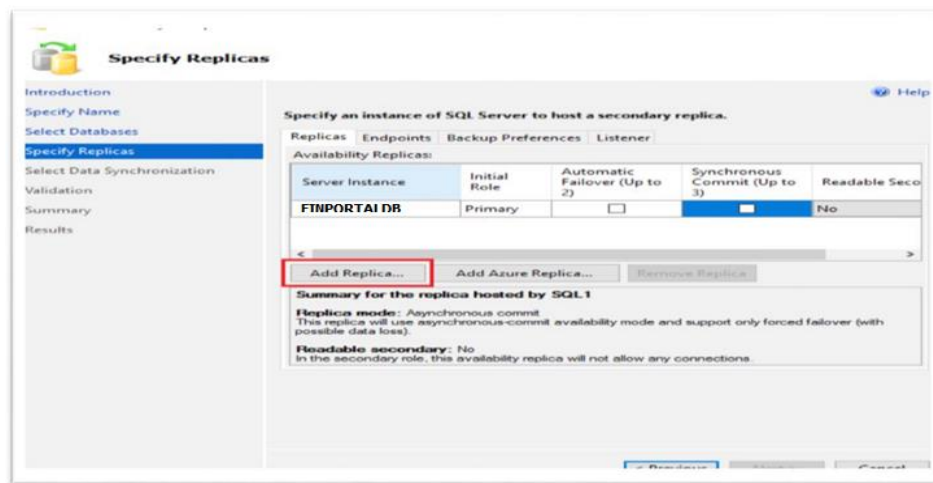 Specify Replicas
Introduction
Specify Name
Select Databases
Specify Replicas
Select Data Synchronization
Validation
Summary
Results
Help
Specify an instance of SQL Server to host a secondary replica.
Replicas Endpoints Backup Preferences Listener
Availability Replicas:
Server Instance
Initial Role
Automatic Failover (Up to 2)
Synchronous Commit (Up to 3)
Readable Seco
FINPORTALDB Primary No
Add Replica... Add Azure Replica... Remove Replica
Summary for the replica hosted by SQL1
Replica mode: Asynchronous commit
This replica will use asynchronous-commit availability mode and support only forced failover (with
possible data loss).
Readable secondary: No
In the secondary role, this availability replica will not allow any connections.
< Previous Cancel